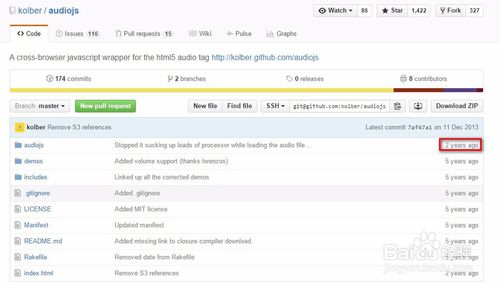 kolber / audiojs
Watch 86 Star 1,422 Fork 327
Code Issues 116 Pull requests 15 Wiki Pulse Graphs
A cross-browser javascript wrapper for the html5 audio tag http://kolber.github.com/audiojs
174 commits 2 branches 0 releases 8 contributors
Branch: master New pull request New file Find file SSH git@github.com:kolber/audiojs Download ZIP
kolber Remove S3 references Latest commit 7af47a1 on 11 Dec 2013
audiojs Stopped it sucking up loads of processor while loading the audio file… 2 years ago
demos Added volume support (thanks lorenzos) 5 years ago
includes Linked up all the corrected demos 5 years ago
.gitignore Added .gitignore 5 years ago
LICENSE Added MIT license 5 years ago
Manifest Updated manifest 5 years ago
README.md Added missing link to closure compiler download. 5 years ago
Rakefile Removed date from Rakefile 5 years ago
index.html Remove S3 references 2 years ago
Baidu 经验
jingyan.baidu.com